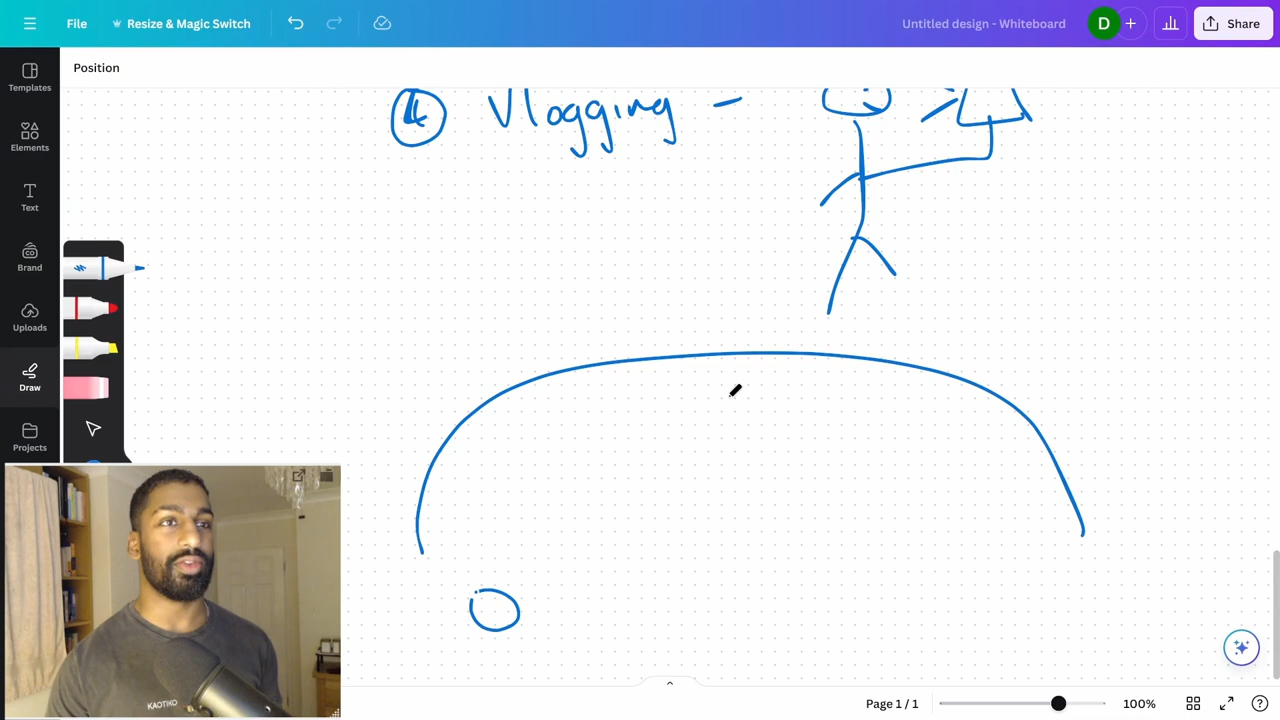 File
Resize & Magic Switch
Untitled design - Whiteboard
D
Share
Position
Templates
Elements
Text
Brand
Uploads
Draw
Projects
4 Vlogging -
KAOTIKO
Page 1 / 1
100%